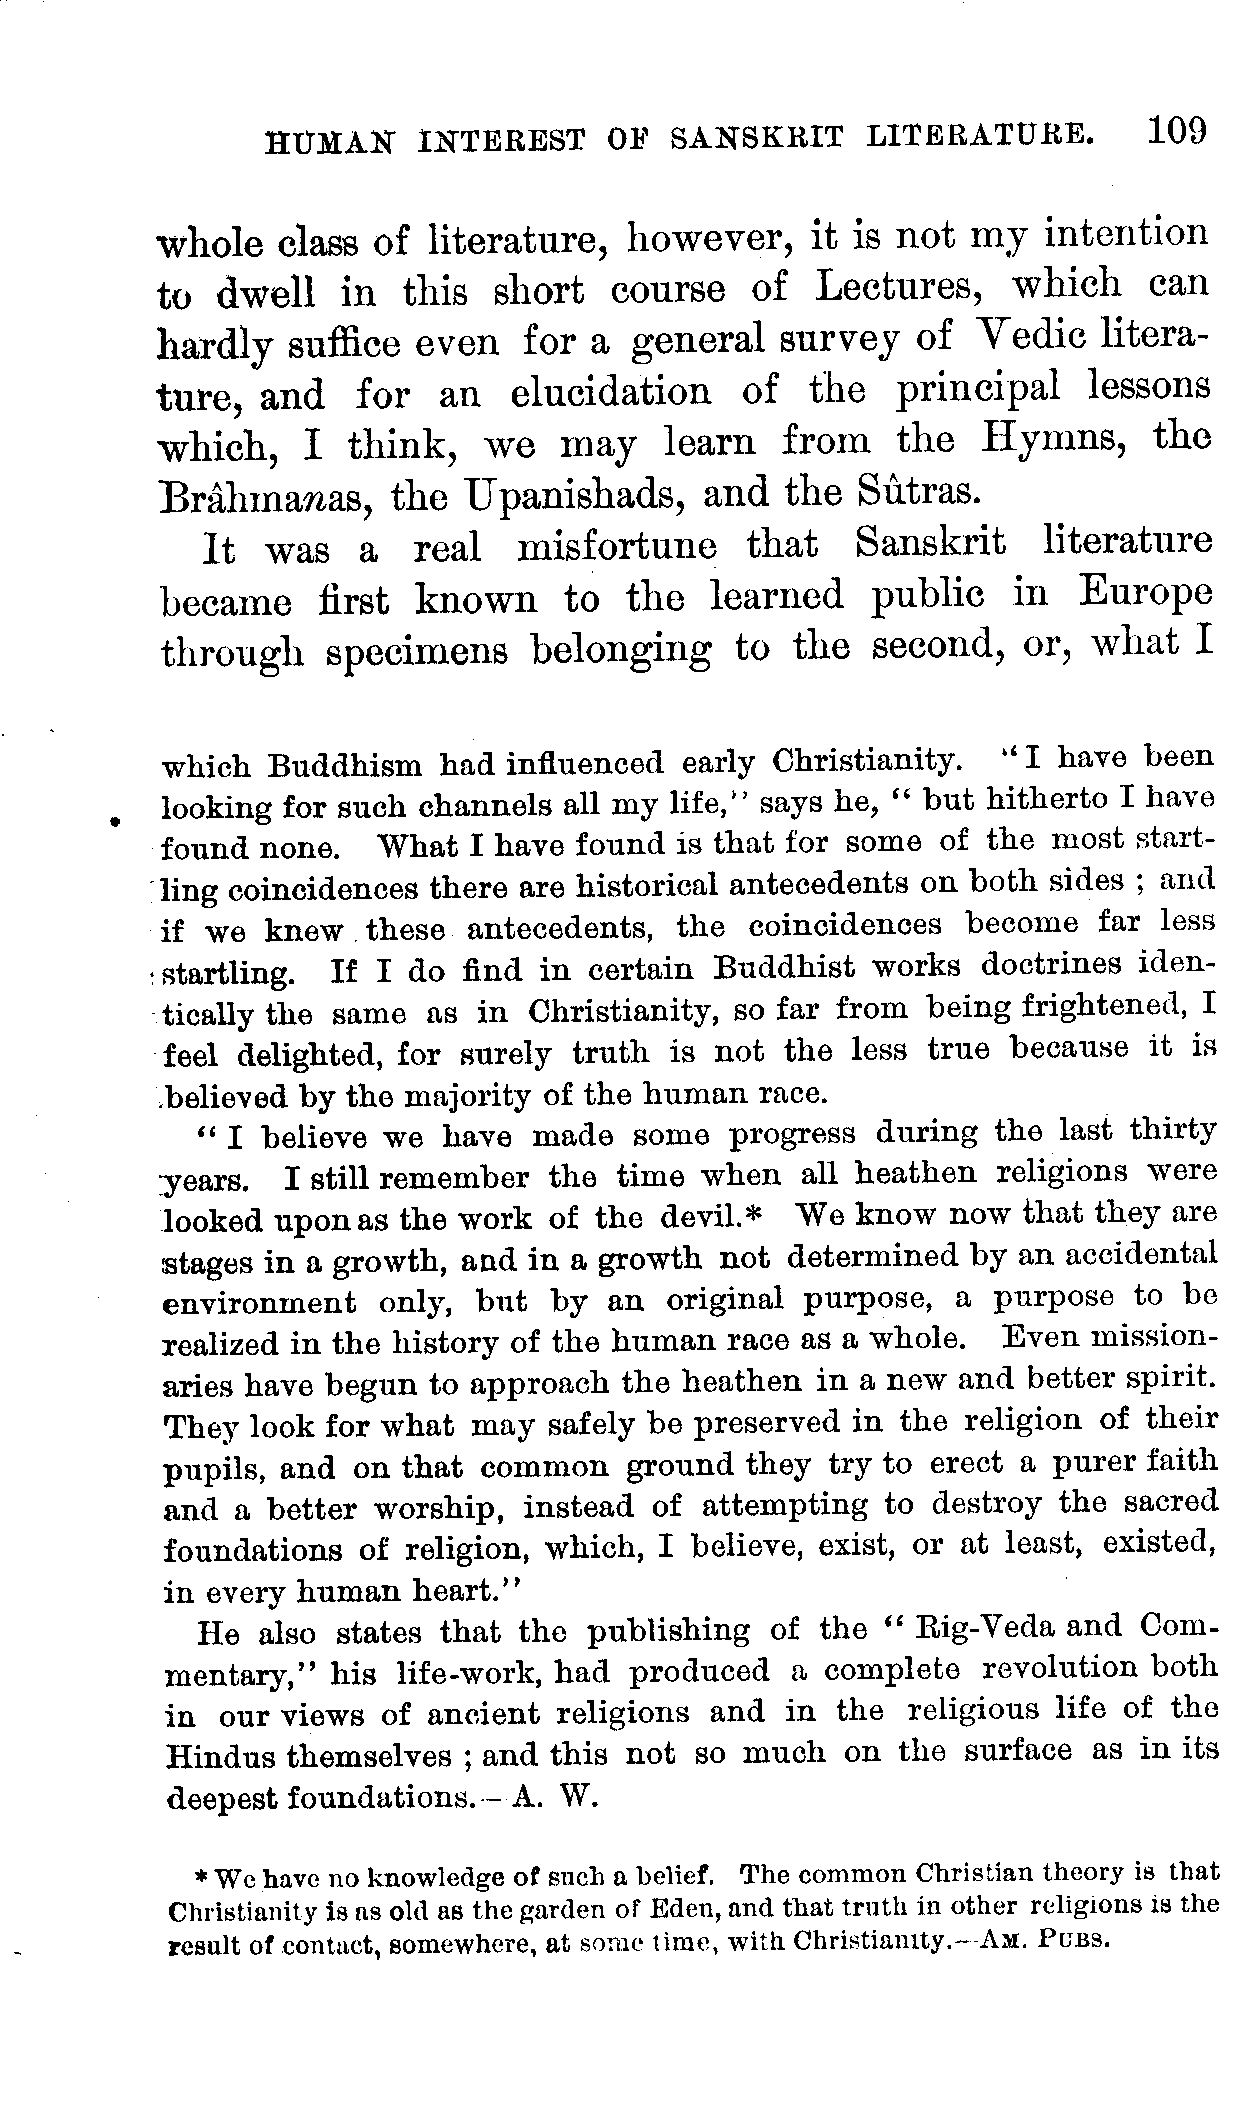 HUMAN INTEREST OF SANSKRIT LITERATURE. 109
whole class of literature, however, it is not my intention
to dwell in this short course of Lectures, which can
hardly suffice even for a general survey of Vedic litera-
ture, and for an elucidation of the principal lessons
which, I think, we may learn from the Hymns, the
Brâhmanas, the Upanishads, and the Sûtras.
It was a real misfortune that Sanskrit literature
became first known to the learned public in Europe
through specimens belonging to the second, or, what I
which Buddhism had influenced early Christianity. "I have been
looking for such channels all my life," says he, " but hitherto I have
found none. What I have found is that for some of the most start-
ling coincidences there are historical antecedents on both sides ; and
if we knew these antecedents, the coincidences become far less
startling. If I do find in certain Buddhist works doctrines iden-
tically the same as in Christianity, so far from being frightened, I
feel delighted, for surely truth is not the less true because it is
believed by the majority of the human race.
" I believe we have made some progress during the last thirty
years. I still remember the time when all heathen religions were
looked upon as the work of the devil.* We know now that they are
stages in a growth, and in a growth not determined by an accidental
environment only, but by an original purpose, a purpose to be
realized in the history of the human race as a whole. Even mission-
aries have begun to approach the heathen in a new and better spirit.
They look for what may safely be preserved in the religion of their
pupils, and on that common ground they try to erect a purer faith
and a better worship, instead of attempting to destroy the sacred
foundations of religion, which, I believe, exist, or at least, existed,
in every human heart."
He also states that the publishing of the " Rig-Veda and Com-
mentary," his life-work, had produced a complete revolution both
in our views of ancient religions and in the religious life of the
Hindus themselves ; and this not so much on the surface as in its
deepest foundations.—A. W.
* We have no knowledge of such a belief. The common Christian theory is that
Christianity is as old as the garden of Eden, and that truth in other religions is the
result of contact, somewhere, at some time, with Christianity.—AM. PUBS.